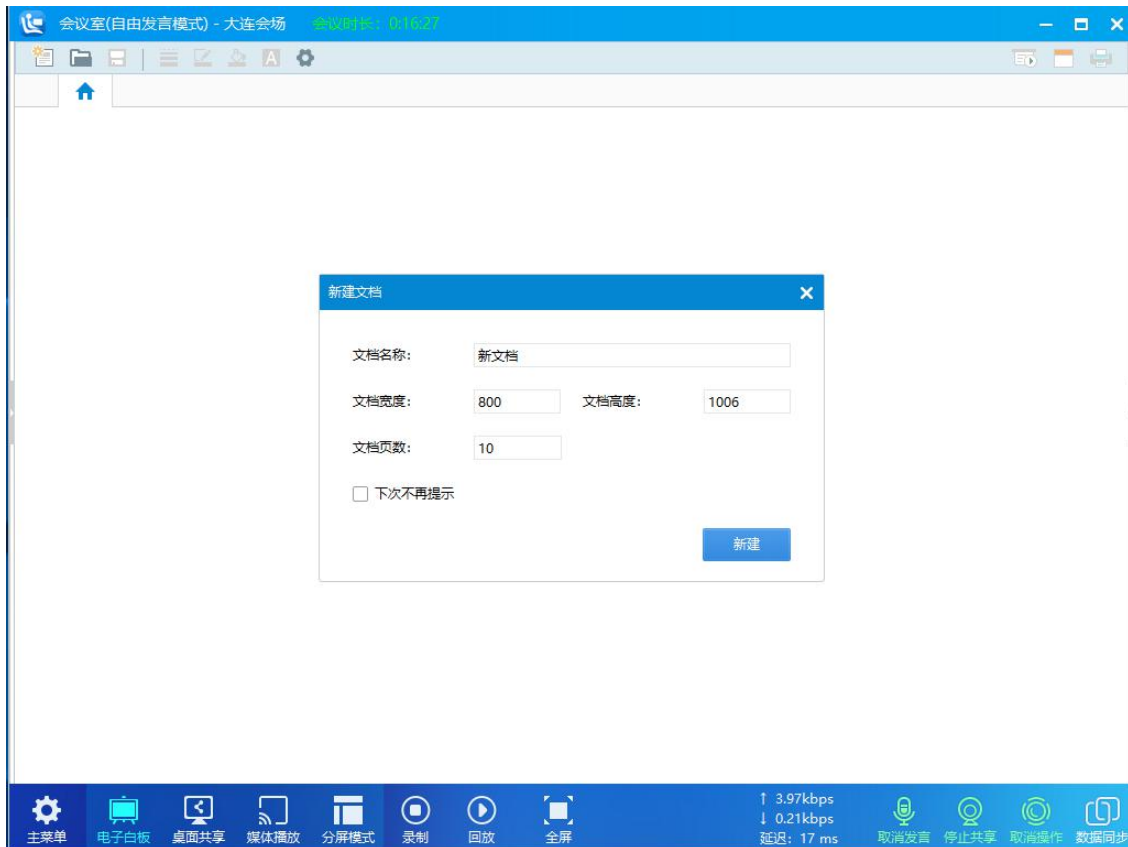 会议室(自由发言模式) - 大连会场 会议时长: 0:16:27
新建文档
文档名称: 新文档
文档宽度: 800 文档高度: 1006
文档页数: 10
下次不再提示
新建
↑ 3.97kbps
↓ 0.21kbps
延迟: 17 ms
主菜单 电子白板 桌面共享 媒体播放 分屏模式 录制 回放 全屏 取消发言 停止共享 取消操作 数据同步